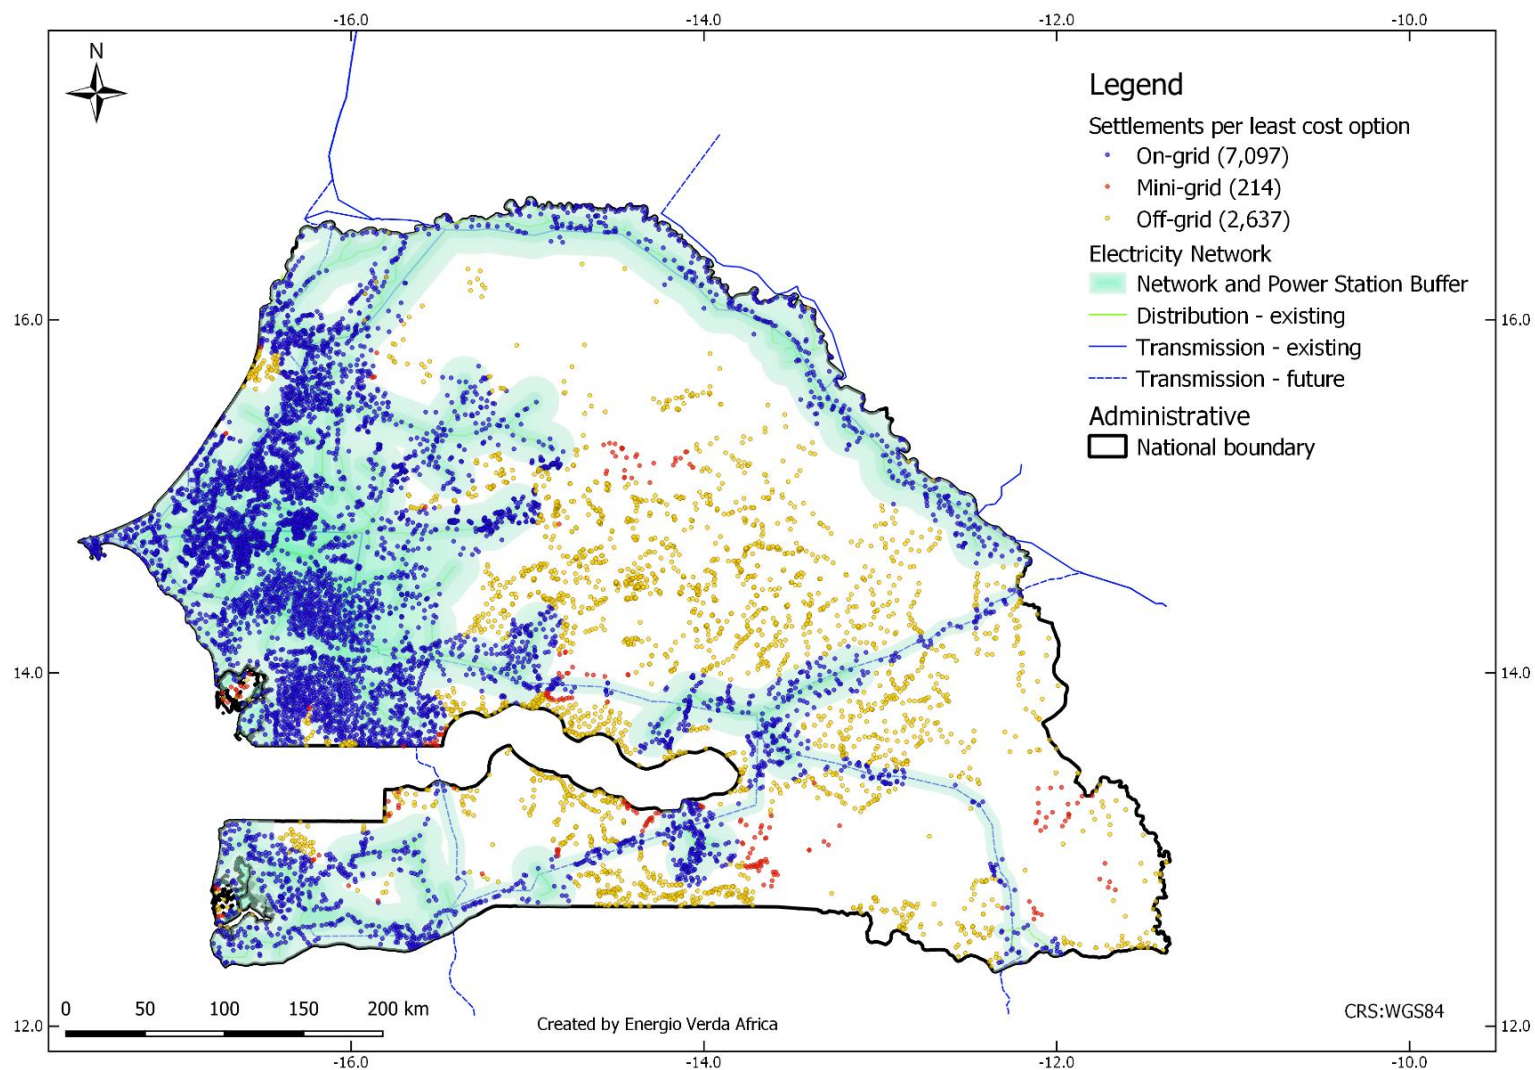 -16.0 -14.0 -12.0 -10.0
N
Legend
Settlements per least cost option
On-grid (7,097)
Mini-grid (214)
Off-grid (2,637)
Electricity Network
Network and Power Station Buffer
Distribution - existing
Transmission - existing
Transmission - future
Administrative
National boundary
16.0 16.0
14.0 14.0
0 50 100 150 200 km
Created by Energio Verda Africa
CRS:WGS84
12.0 12.0
-16.0 -14.0 -12.0 -10.0